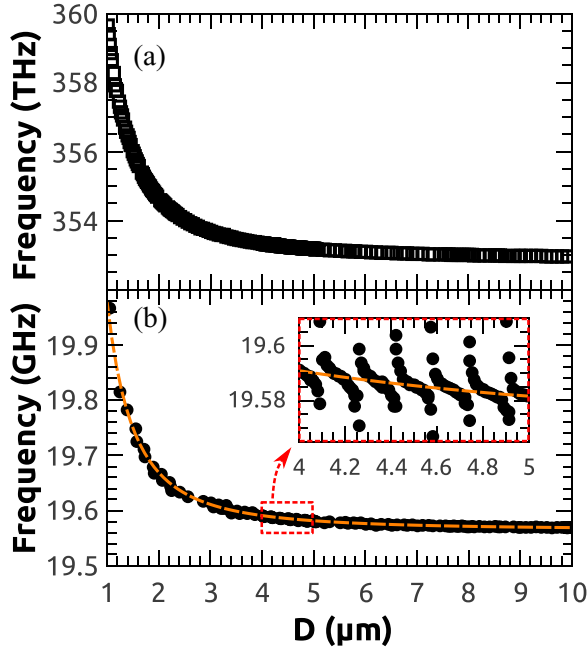 360
358
356
354
Frequency (THz)
(a)
(b)
19.9
19.8
19.7
19.6
19.5
Frequency (GHz)
19.6
19.58
4 4.2 4.4 4.6 4.8 5
1 2 3 4 5 6 7 8 9 10
D (μm)